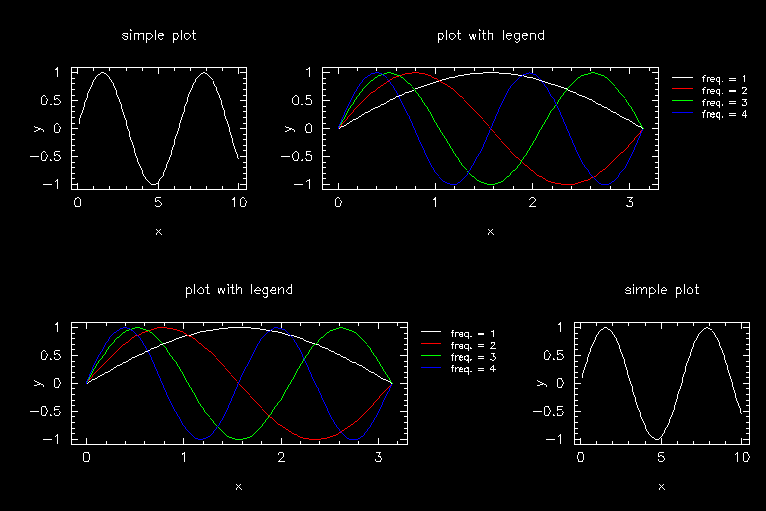 simple plot
plot with legend
1
0.5
0
−0.5
−1
y
0 5 10
x
1
0.5
0
−0.5
−1
y
0 1 2 3
x
freq. = 1
freq. = 2
freq. = 3
freq. = 4
plot with legend
simple plot
1
0.5
0
−0.5
−1
y
0 1 2 3
x
freq. = 1
freq. = 2
freq. = 3
freq. = 4
1
0.5
0
−0.5
−1
y
0 5 10
x